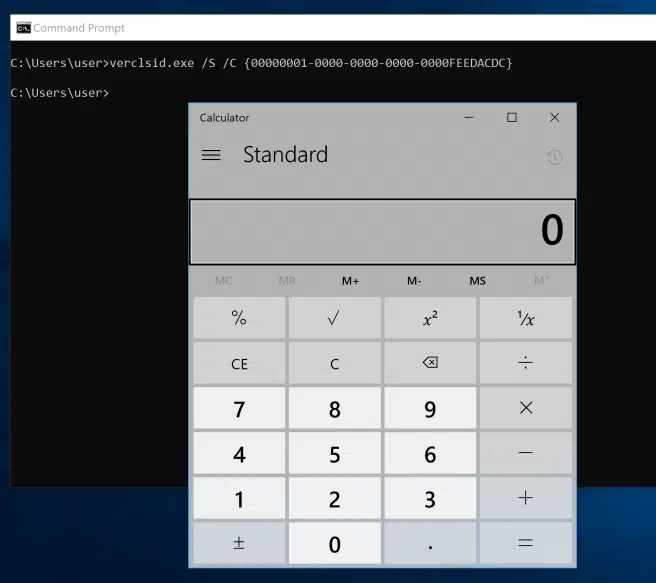 Command Prompt
C:\Users\user>verclsid.exe /S /C {00000001-0000-0000-0000-0000FEEDACDC}
C:\Users\user>
Calculator
Standard
0
MC MR M+ M- MS M˅
% √ x² ¹/x
CE C ÷
7 8 9 ×
4 5 6 −
1 2 3 +
± 0 . =